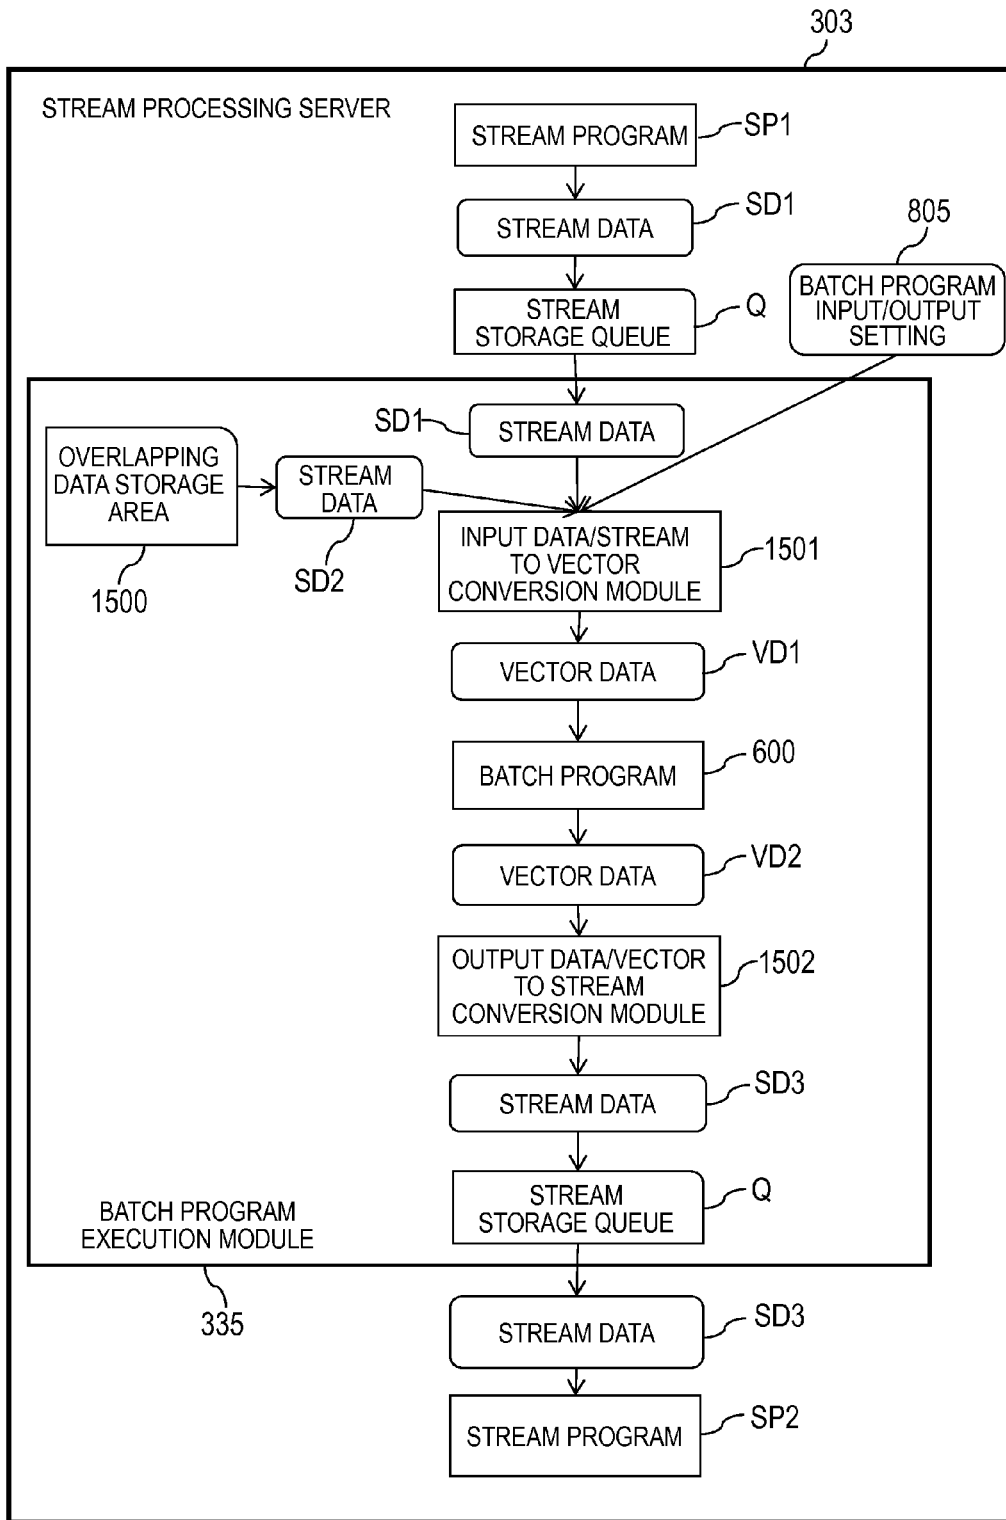 303
STREAM PROCESSING SERVER
STREAM PROGRAM
SP1
STREAM DATA
SD1
805
BATCH PROGRAM
INPUT/OUTPUT
SETTING
STREAM
STORAGE QUEUE
Q
SD1
STREAM DATA
OVERLAPPING
DATA STORAGE
AREA
1500
STREAM
DATA
SD2
INPUT DATA/STREAM
TO VECTOR
CONVERSION MODULE
1501
VECTOR DATA
VD1
BATCH PROGRAM
600
VECTOR DATA
VD2
OUTPUT DATA/VECTOR
TO STREAM
CONVERSION MODULE
1502
STREAM DATA
SD3
STREAM
STORAGE QUEUE
Q
BATCH PROGRAM
EXECUTION MODULE
335
STREAM DATA
SD3
STREAM PROGRAM
SP2